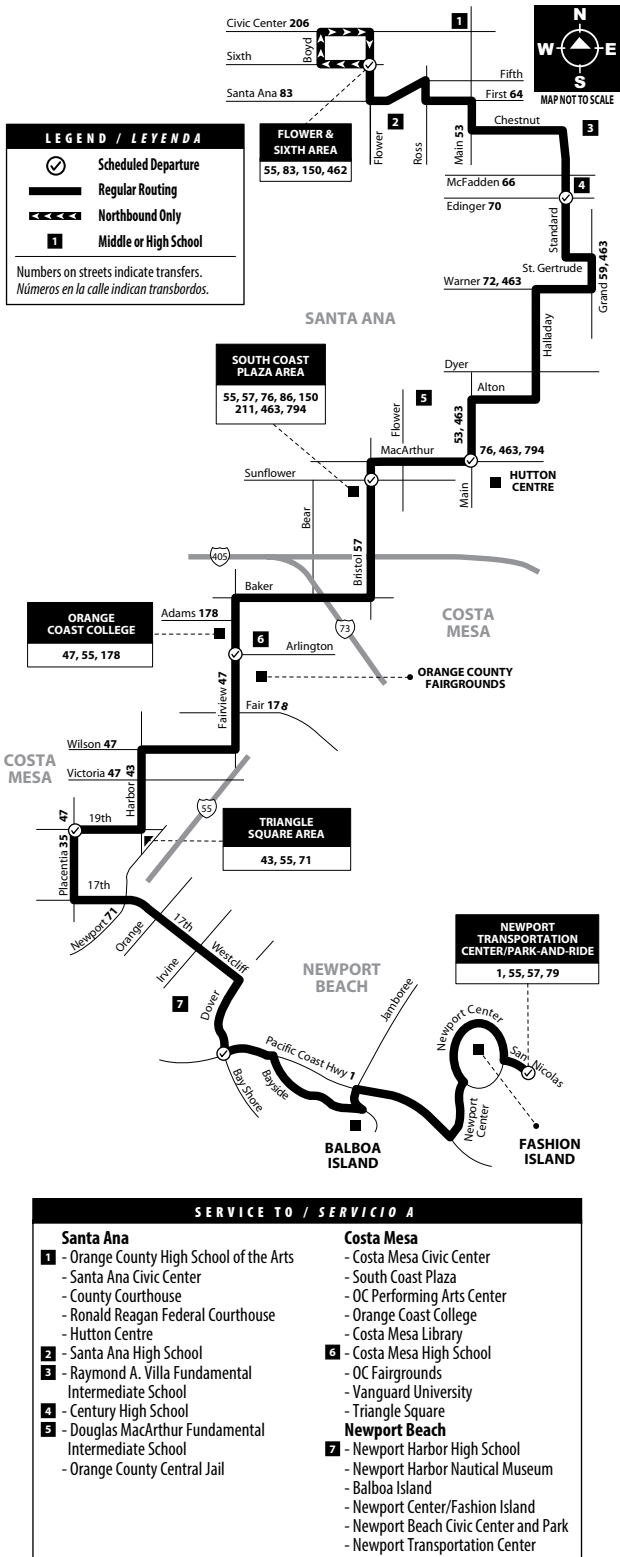 Civic Center 206
1
N
W E
S
MAP NOT TO SCALE
Sixth
Boyd
Fifth
Santa Ana 83
First 64
2
Chestnut
3
Flower
Ross
Main 53
FLOWER &
SIXTH AREA
55, 83, 150, 462
LEGEND / LEYENDA
Scheduled Departure
Regular Routing
Northbound Only
1 Middle or High School
Numbers on streets indicate transfers.
Números en la calle indican transbordos.
McFadden 66
4
Edinger 70
Standard
St. Gertrude
Grand 59, 463
Warner 72, 463
SANTA ANA
Halladay
SOUTH COAST
PLAZA AREA
55, 57, 76, 86, 150
211, 463, 794
Dyer
Alton
5
Flower
53, 463
MacArthur
76, 463, 794
Sunflower
Main
HUTTON
CENTRE
Bear
Bristol 57
405
Baker
COSTA
MESA
ORANGE
COAST COLLEGE
47, 55, 178
Adams 178
73
6
Arlington
ORANGE COUNTY
FAIRGROUNDS
Fairview 47
Fair 178
Wilson 47
COSTA
MESA
Victoria 47
Harbor 43
55
TRIANGLE
SQUARE AREA
43, 55, 71
47
19th
Placentia 35
17th
Newport 71
Orange
17th
Irvine
Westcliff
NEWPORT
TRANSPORTATION
CENTER/PARK-AND-RIDE
1, 55, 57, 79
NEWPORT
BEACH
7
Dover
Jamboree
Newport Center
San Nicolas
Pacific Coast Hwy 1
Bay Shore
Bayside
Newport
Center
BALBOA
ISLAND
FASHION
ISLAND
SERVICE TO / SERVICIO A
Santa Ana
1 - Orange County High School of the Arts
- Santa Ana Civic Center
- County Courthouse
- Ronald Reagan Federal Courthouse
- Hutton Centre
2 - Santa Ana High School
3 - Raymond A. Villa Fundamental
Intermediate School
4 - Century High School
5 - Douglas MacArthur Fundamental
Intermediate School
- Orange County Central Jail
Costa Mesa
- Costa Mesa Civic Center
- South Coast Plaza
- OC Performing Arts Center
- Orange Coast College
- Costa Mesa Library
6 - Costa Mesa High School
- OC Fairgrounds
- Vanguard University
- Triangle Square
Newport Beach
7 - Newport Harbor High School
- Newport Harbor Nautical Museum
- Balboa Island
- Newport Center/Fashion Island
- Newport Beach Civic Center and Park
- Newport Transportation Center